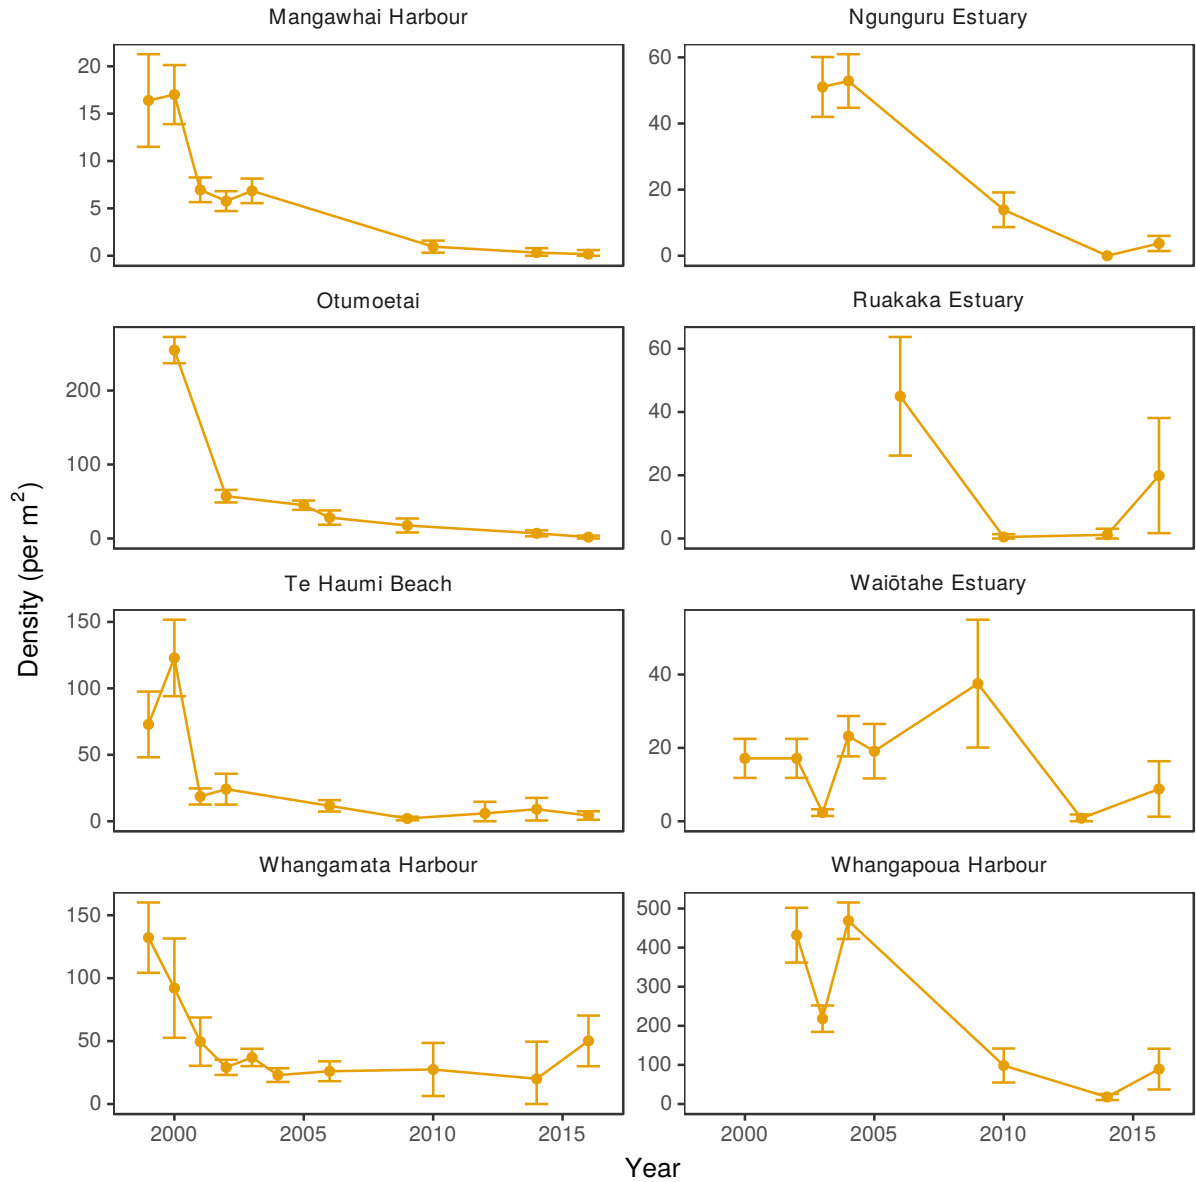 Mangawhai Harbour
Ngunguru Estuary
20
15
10
5
0
60
40
20
0
Otumoetai
Ruakaka Estuary
200
100
0
60
40
20
0
Te Haumi Beach
Waiōtahe Estuary
150
100
50
0
40
20
0
Whangamata Harbour
Whangapoua Harbour
150
100
50
0
500
400
300
200
100
0
2000 2005 2010 2015
2000 2005 2010 2015
Year
Density (per m²)